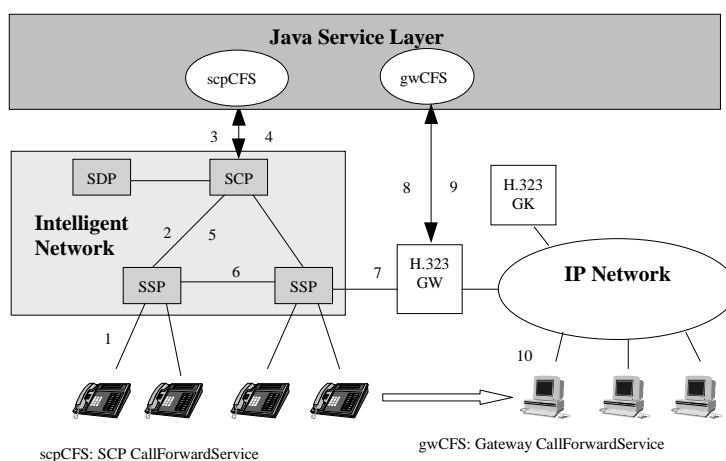 Java Service Layer
scpCFS
gwCFS
3
4
8
9
SDP
SCP
H.323
GK
Intelligent
Network
2
5
6
7
H.323
GW
IP Network
SSP
SSP
1
10
scpCFS: SCP CallForwardService
gwCFS: Gateway CallForwardService